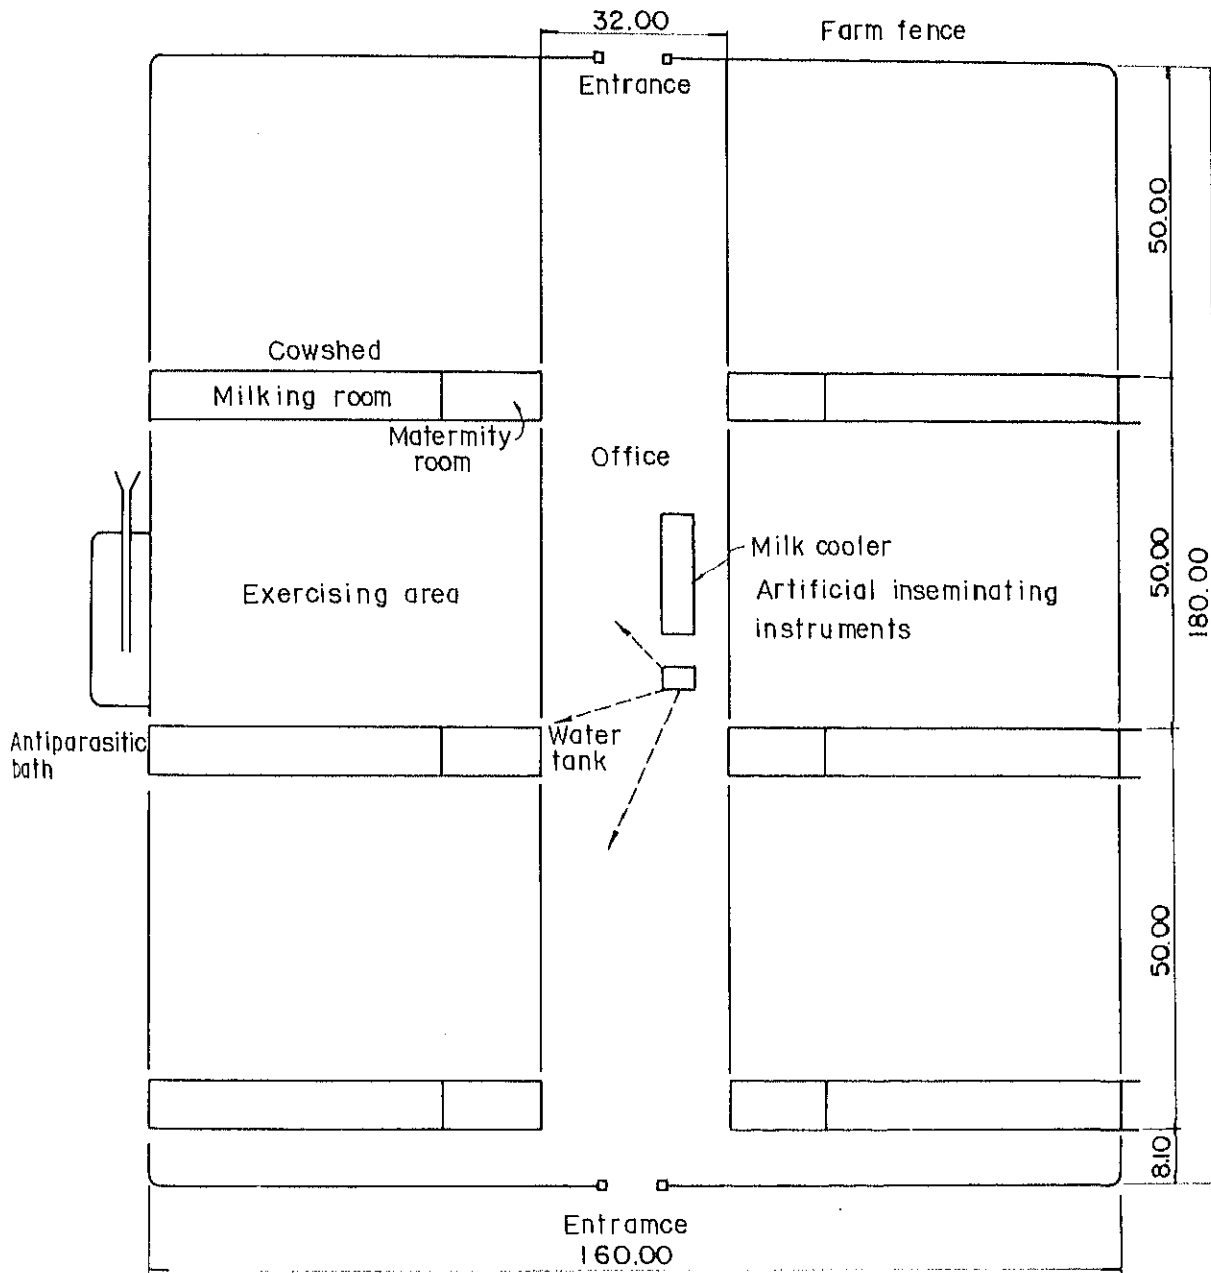 32.00
Farm fence
Entrance
50.00
Cowshed
Milking room
Matermity
room
Office
Milk cooler
50.00
180.00
Exercising area
Artificial inseminating
instruments
Antiparasitic
bath
Water
tank
50.00
8.10
Entramce
160.00